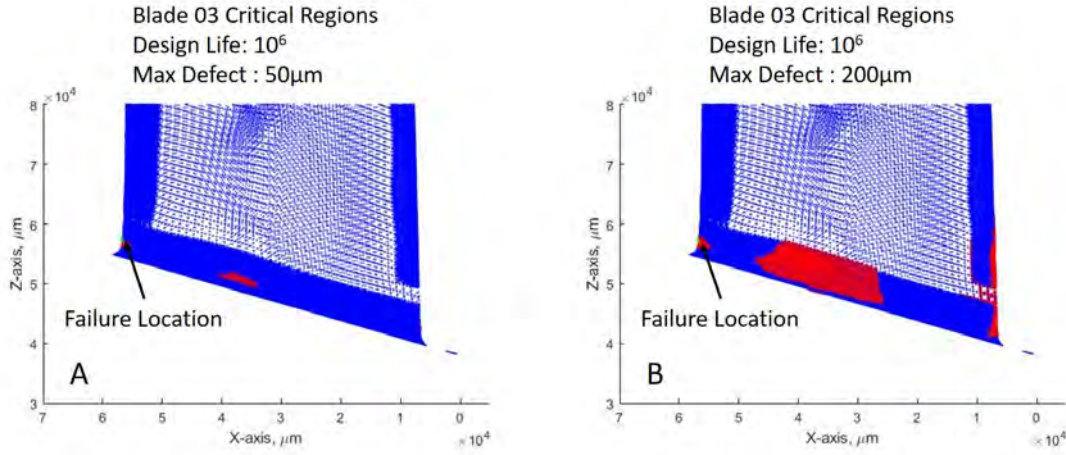 Blade 03 Critical Regions
Design Life: 10⁶
Max Defect : 50µm
×10⁴
8
7
6
5
4
3
Z-axis, µm
Failure Location
A
7
6
5
4
3
2
1
0
X-axis, µm
×10⁴
Blade 03 Critical Regions
Design Life: 10⁶
Max Defect : 200µm
×10⁴
8
7
6
5
4
3
Z-axis, µm
Failure Location
B
7
6
5
4
3
2
1
0
X-axis, µm
×10⁴